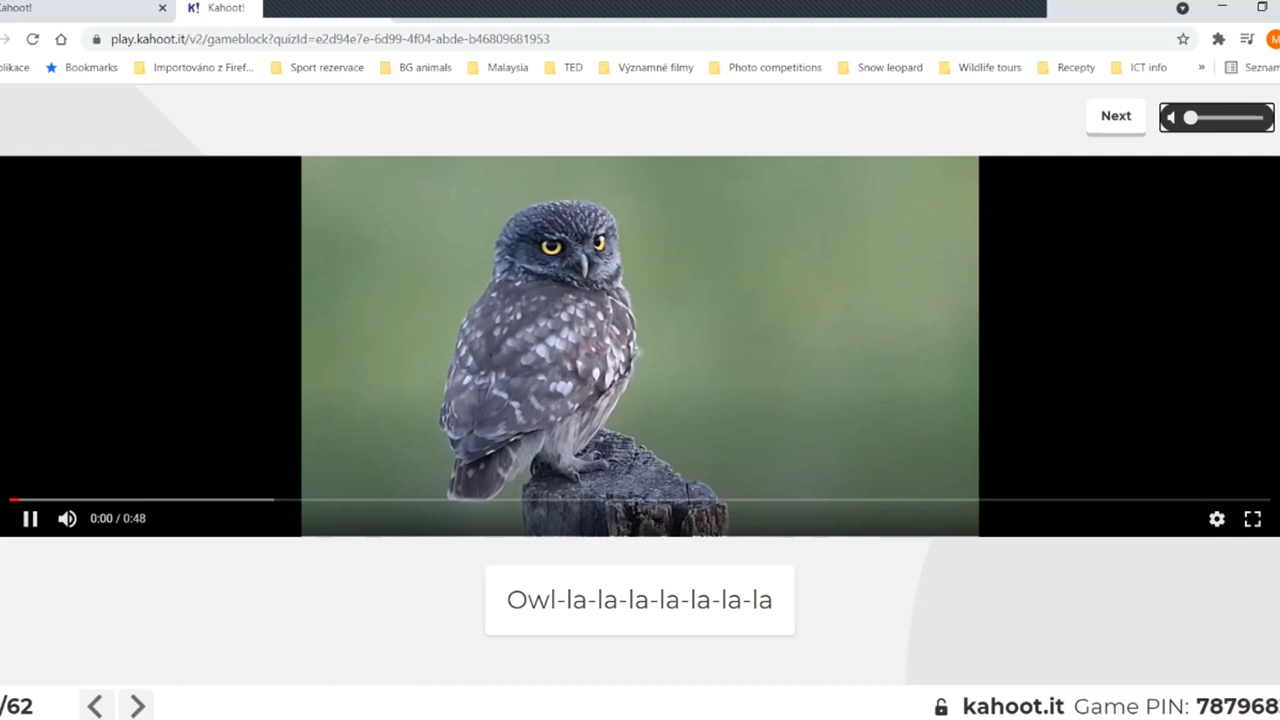 Kahoot!
K! Kahoot!
play.kahoot.it/v2/gameblock?quizId=e2d94e7e-6d99-4f04-abde-b46809681953
plikace Bookmarks Importováno z Firef... Sport rezervace BG animals Malaysia TED Významné filmy Photo competitions Snow leopard Wildlife tours Recepty ICT info » Seznam
Next
0:00 / 0:48
Owl-la-la-la-la-la-la-la
/62
kahoot.it Game PIN: 787968